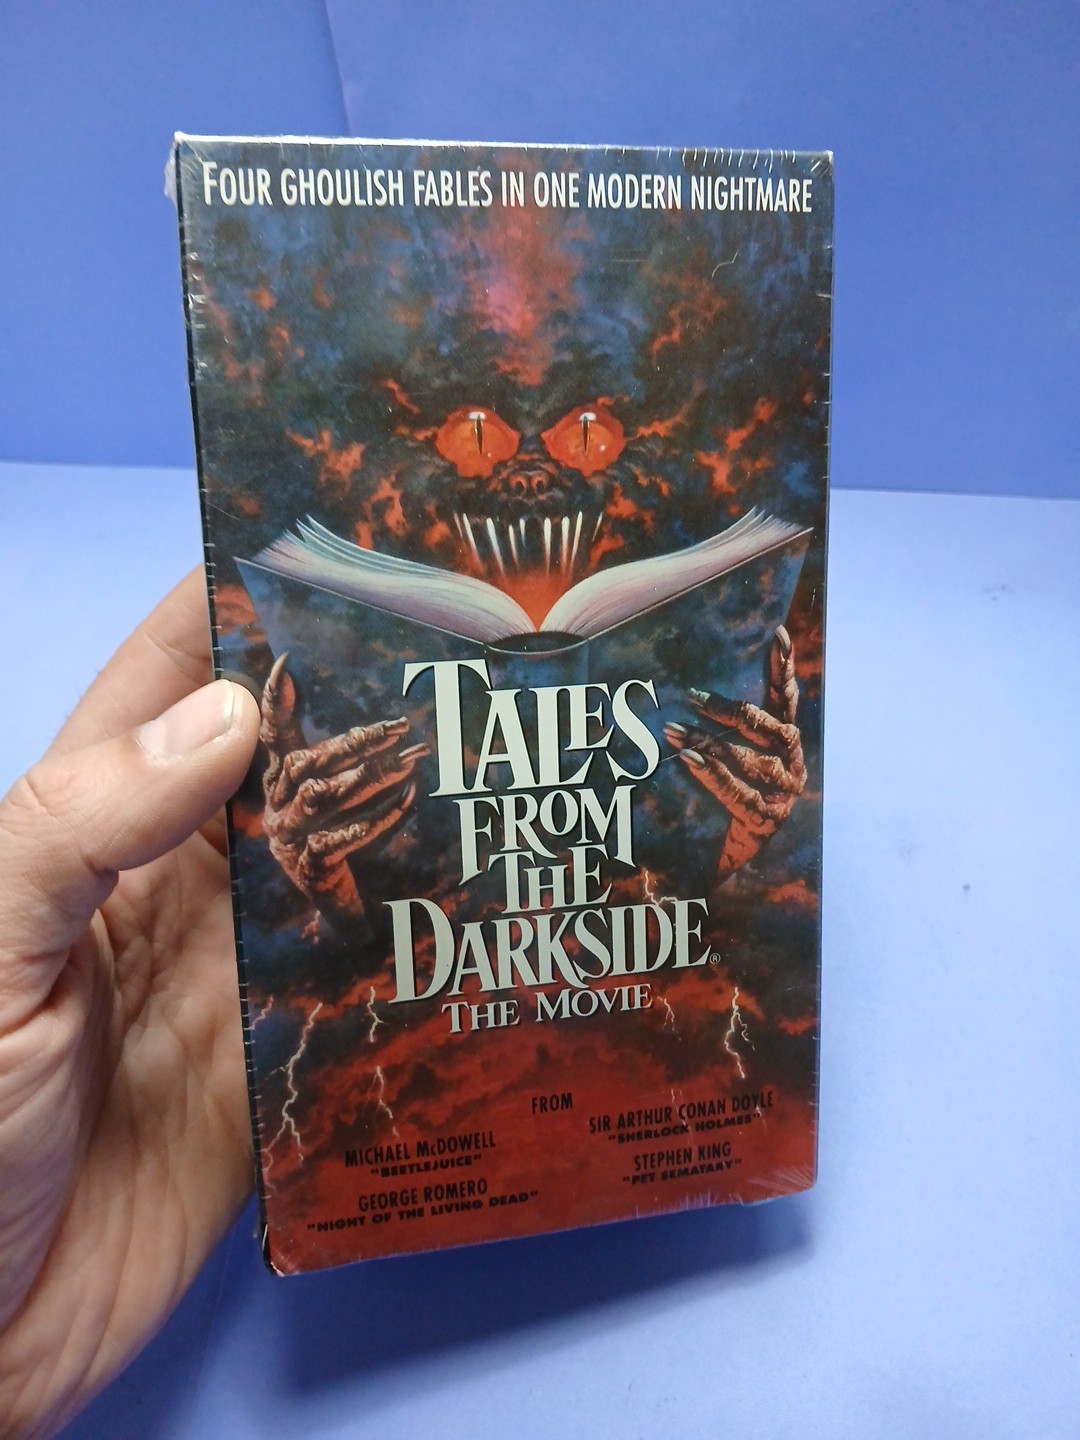 FOUR GHOULISH FABLES IN ONE MODERN NIGHTMARE
TALES
FROM
THE
DARKSIDE®
THE MOVIE
FROM
MICHAEL McDOWELL
"BEETLEJUICE"
GEORGE ROMERO
"NIGHT OF THE LIVING DEAD"
SIR ARTHUR CONAN DOYLE
"SHERLOCK HOLMES"
STEPHEN KING
"PET SEMATARY"